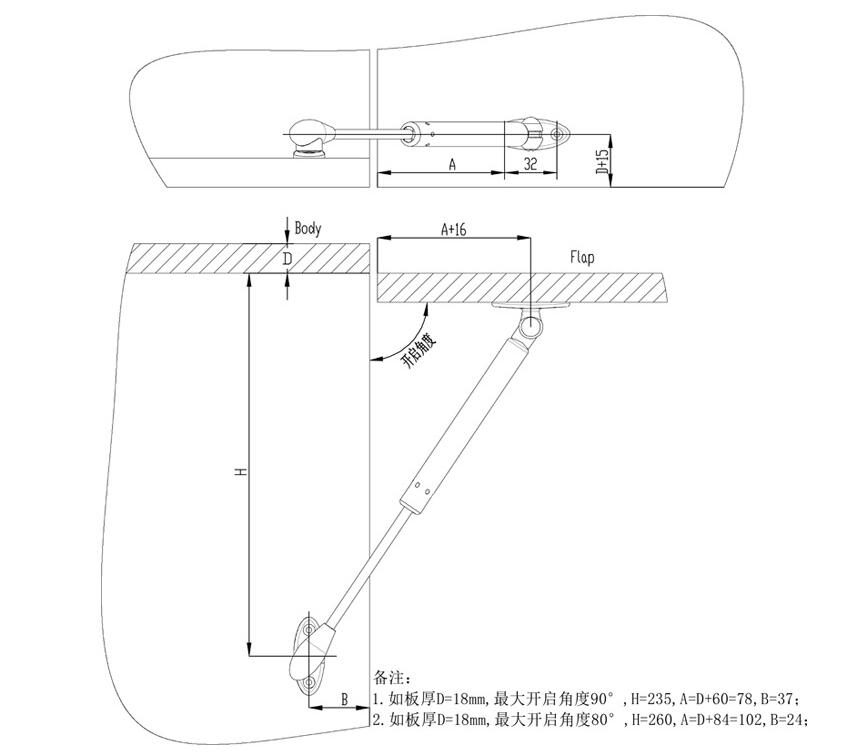 A
32
D+15
Body
A+16
D
Flap
开启角度
H
B
备注:
1.如板厚D=18mm,最大开启角度90°,H=235,A=D+60=78,B=37;
2.如板厚D=18mm,最大开启角度80°,H=260,A=D+84=102,B=24;